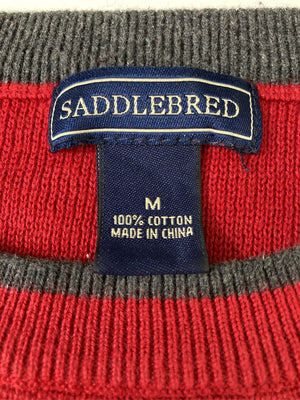 SADDLEBRED
M
100% COTTON
MADE IN CHINA